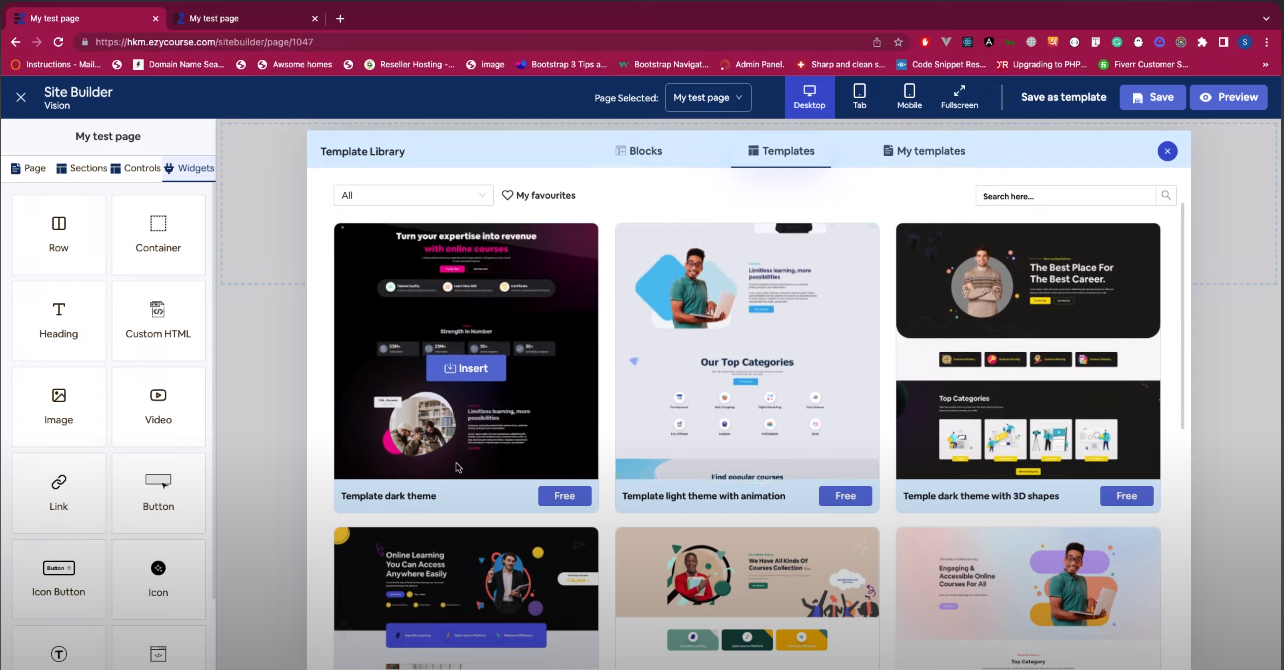 My test page
My test page
https://hkm.ezycourse.com/sitebuilder/page/1047
Instructions - Mail...
Domain Name Sea...
Awsome homes
Reseller Hosting -...
image
Bootstrap 3 Tips a...
Bootstrap Navigat...
Admin Panel.
Sharp and clean s...
Code Snippet Res...
Upgrading to PHP...
Fiverr Customer S...
Site Builder
Vision
Page Selected:
My test page
Desktop
Tab
Mobile
Fullscreen
Save as template
Save
Preview
My test page
Page
Sections
Controls
Widgets
Row
Container
Heading
Custom HTML
Image
Video
Link
Button
Button
Icon Button
Icon
Template Library
Blocks
Templates
My templates
All
My favourites
Search here...
Turn your expertise into revenue
with online courses
Strength in Number
Insert
Limitless learning, more
possibilities
Template dark theme
Free
Limitless learning, more
possibilities
Our Top Categories
Find popular courses
Template light theme with animation
Free
The Best Place For
The Best Career.
Top Categories
Temple dark theme with 3D shapes
Free
Online Learning
You Can Access
Anywhere Easily
We Have All Kinds Of
Courses Collection
Engaging &
Accessible Online
Courses For All
Top Category